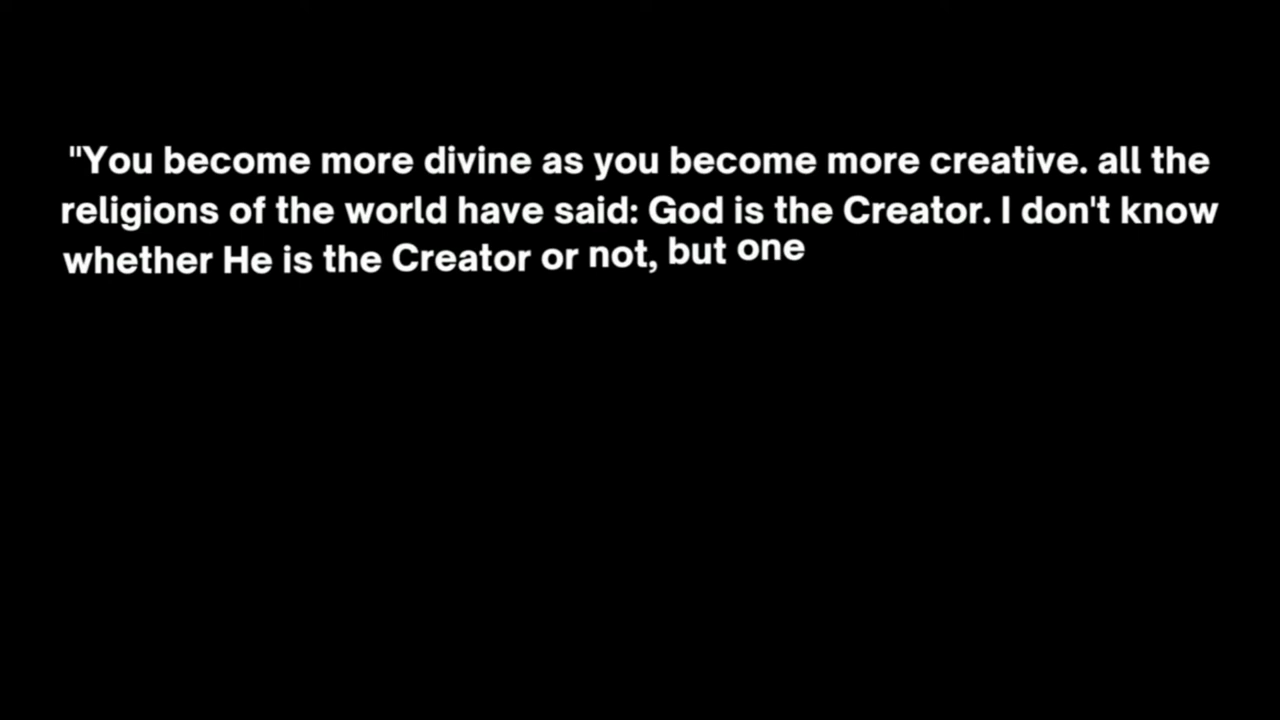 "You become more divine as you become more creative. all the
religions of the world have said: God is the Creator. I don't know
whether He is the Creator or not, but one